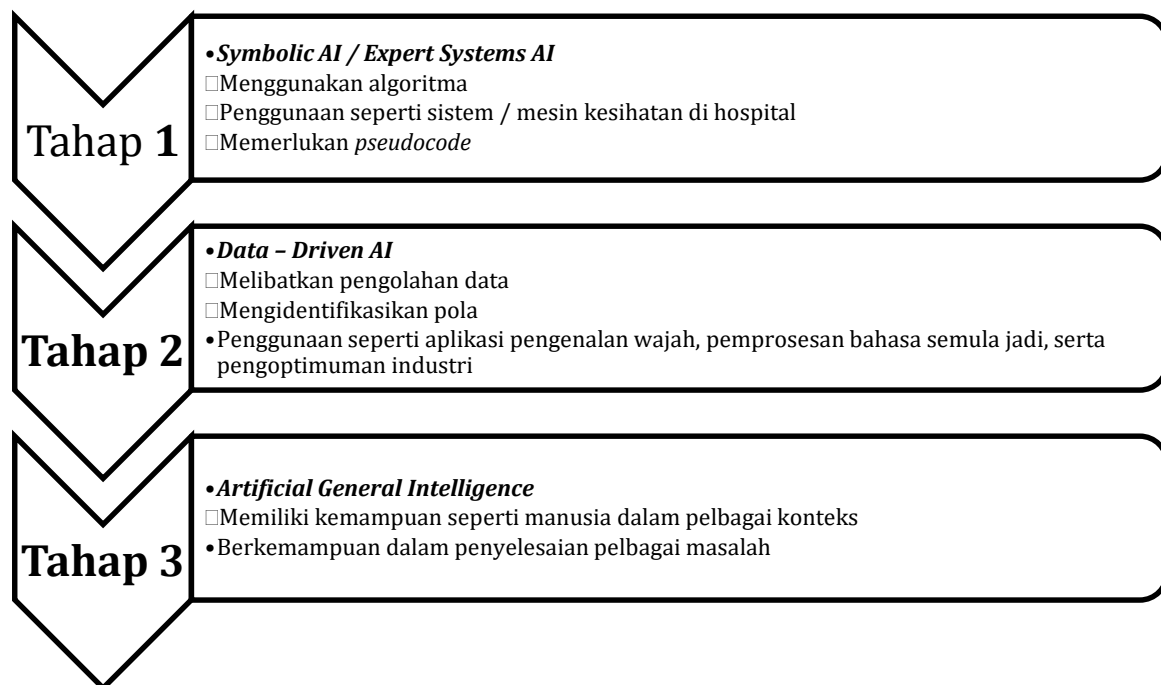 Tahap 1
•Symbolic AI / Expert Systems AI
□Menggunakan algoritma
□Penggunaan seperti sistem / mesin kesihatan di hospital
□Memerlukan pseudocode
Tahap 2
•Data – Driven AI
□Melibatkan pengolahan data
□Mengidentifikasikan pola
•Penggunaan seperti aplikasi pengenalan wajah, pemprosesan bahasa semula jadi, serta
pengoptimuman industri
Tahap 3
•Artificial General Intelligence
□Memiliki kemampuan seperti manusia dalam pelbagai konteks
•Berkemampuan dalam penyelesaian pelbagai masalah